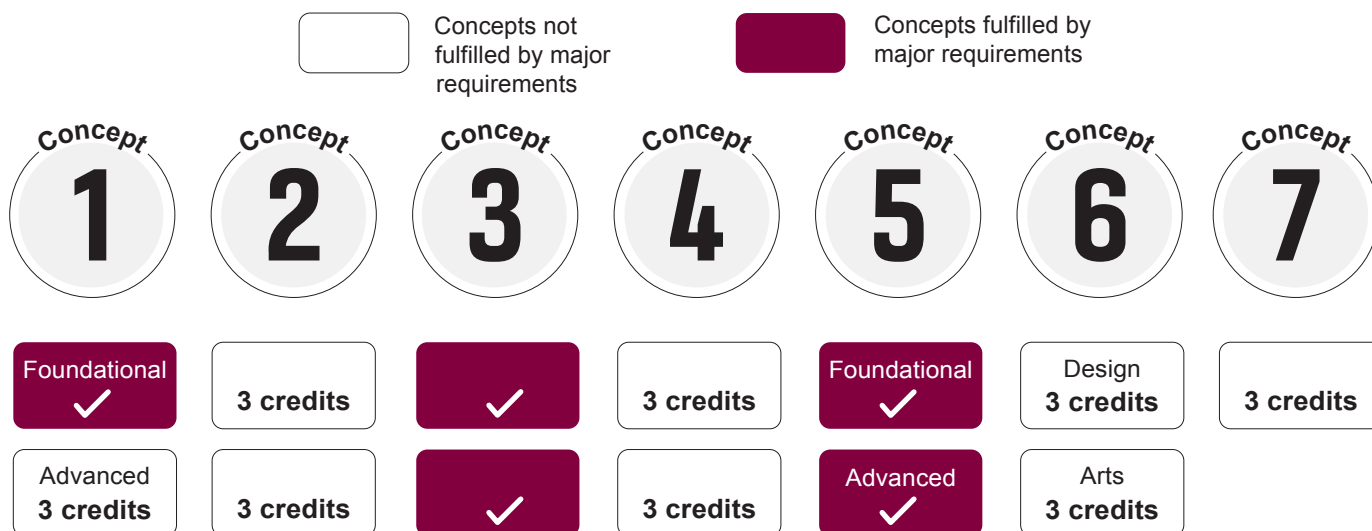 Concepts not
fulfilled by major
requirements
Concepts fulfilled by
major requirements
Concept Concept Concept Concept Concept Concept Concept
1 2 3 4 5 6 7
Foundational Foundational Design
✓ 3 credits ✓ 3 credits ✓ 3 credits 3 credits
Advanced Advanced Arts
3 credits 3 credits ✓ 3 credits ✓ 3 credits